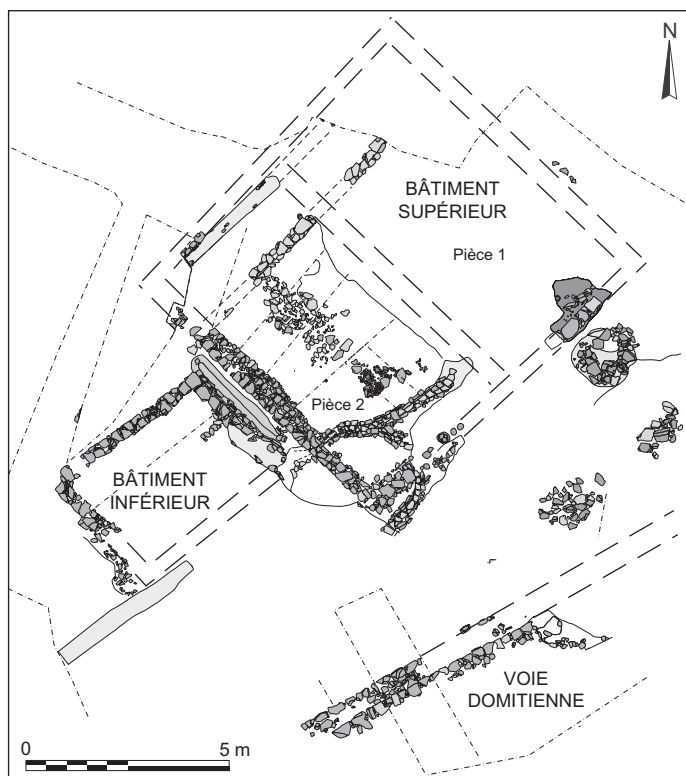 N
BÂTIMENT
SUPÉRIEUR
Pièce 1
Pièce 2
BÂTIMENT
INFÉRIEUR
VOIE
DOMITIENNE
0 5 m